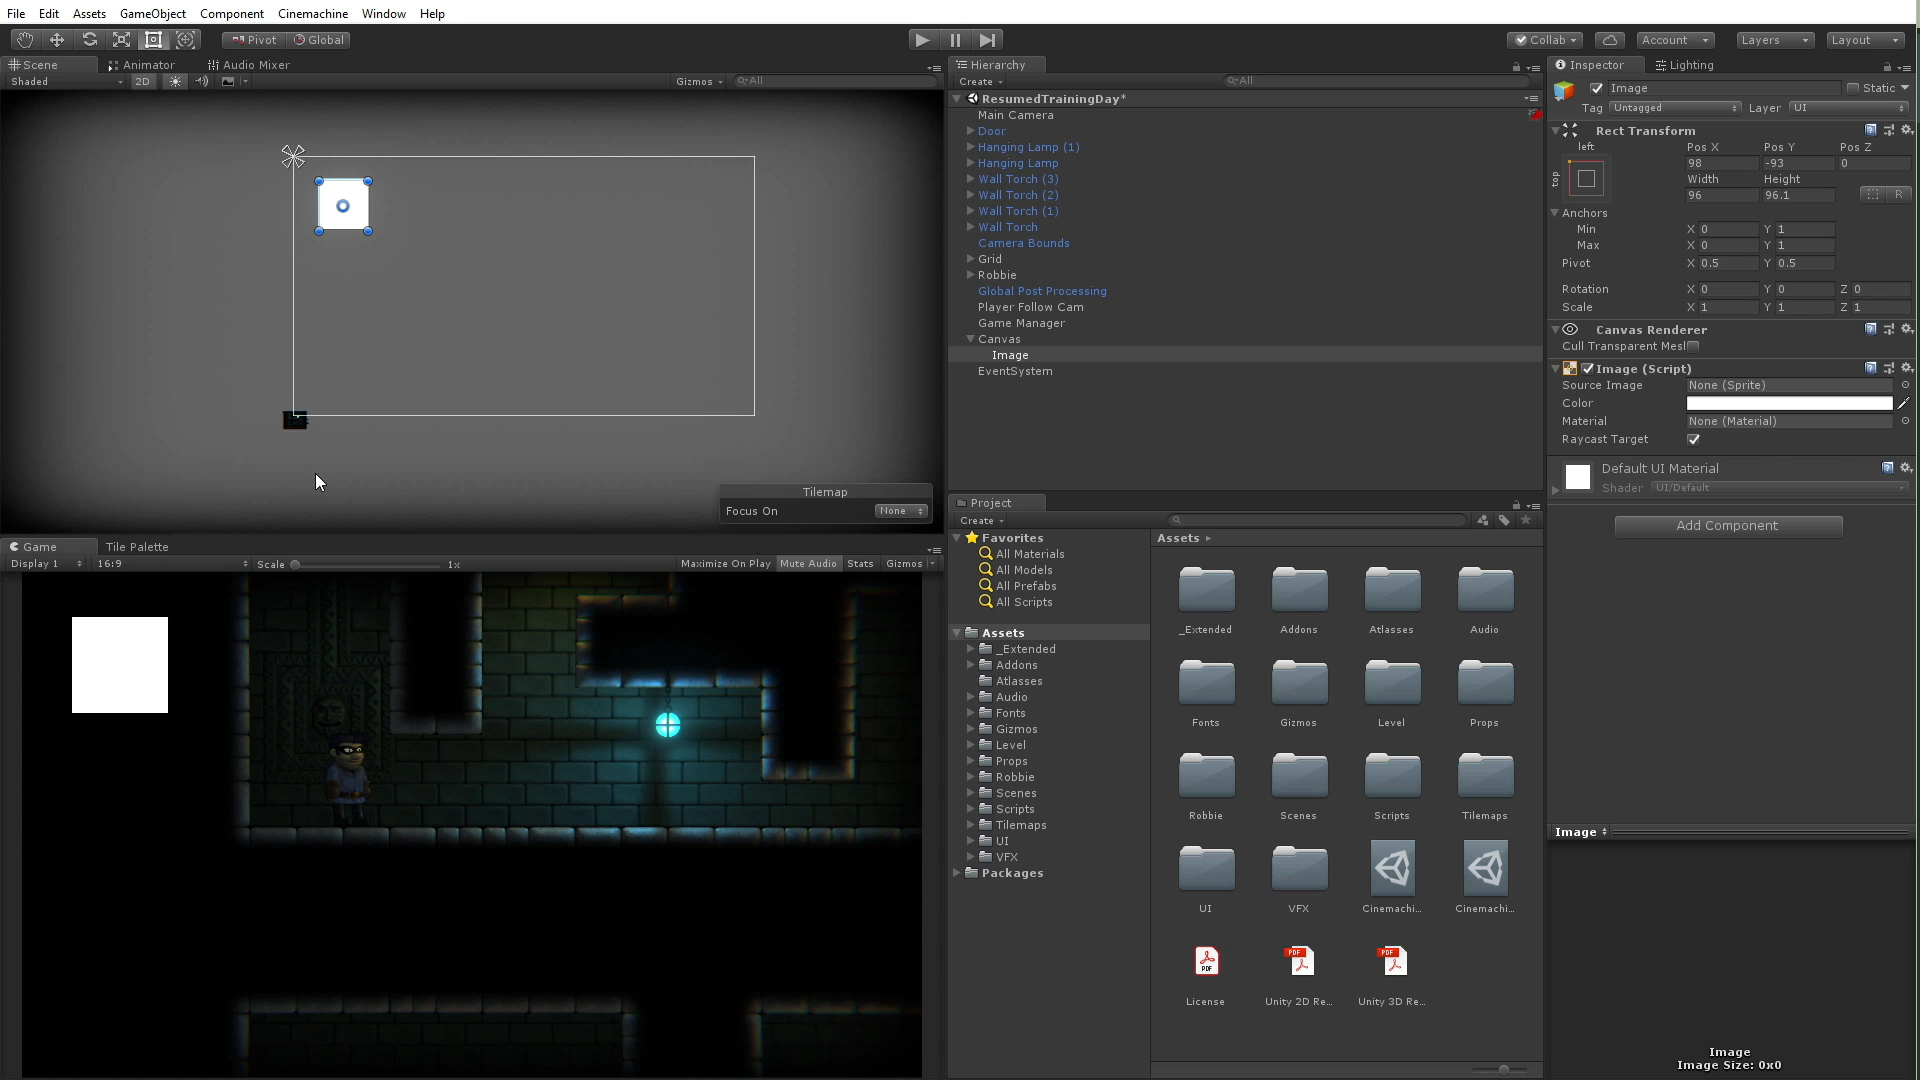 File Edit Assets GameObject Component Cinemachine Window Help
Pivot Global
Collab Account Layers Layout
Scene Animator Audio Mixer
Shaded 2D Gizmos All
Tilemap
Focus On None
Game Tile Palette
Display 1 16:9 Scale 1x Maximize On Play Mute Audio Stats Gizmos
Hierarchy
Create All
ResumedTrainingDay*
Main Camera
Door
Hanging Lamp (1)
Hanging Lamp
Wall Torch (3)
Wall Torch (2)
Wall Torch (1)
Wall Torch
Camera Bounds
Grid
Robbie
Global Post Processing
Player Follow Cam
Game Manager
Canvas
Image
EventSystem
Project
Create
Favorites
All Materials
All Models
All Prefabs
All Scripts
Assets
_Extended
Addons
Atlasses
Audio
Fonts
Gizmos
Level
Props
Robbie
Scenes
Scripts
Tilemaps
UI
VFX
Packages
Assets
_Extended Addons Atlasses Audio
Fonts Gizmos Level Props
Robbie Scenes Scripts Tilemaps
UI VFX Cinemachi... Cinemachi...
PDF PDF PDF
License Unity 2D Re... Unity 3D Re...
Inspector Lighting
Image Static
Tag Untagged Layer UI
Rect Transform
left Pos X Pos Y Pos Z
top 98 -93 0
Width Height
96 96.1 R
Anchors
Min X 0 Y 1
Max X 0 Y 1
Pivot X 0.5 Y 0.5
Rotation X 0 Y 0 Z 0
Scale X 1 Y 1 Z 1
Canvas Renderer
Cull Transparent Mesl
Image (Script)
Source Image None (Sprite)
Color
Material None (Material)
Raycast Target
Default UI Material
Shader UI/Default
Add Component
Image
Image
Image Size: 0x0